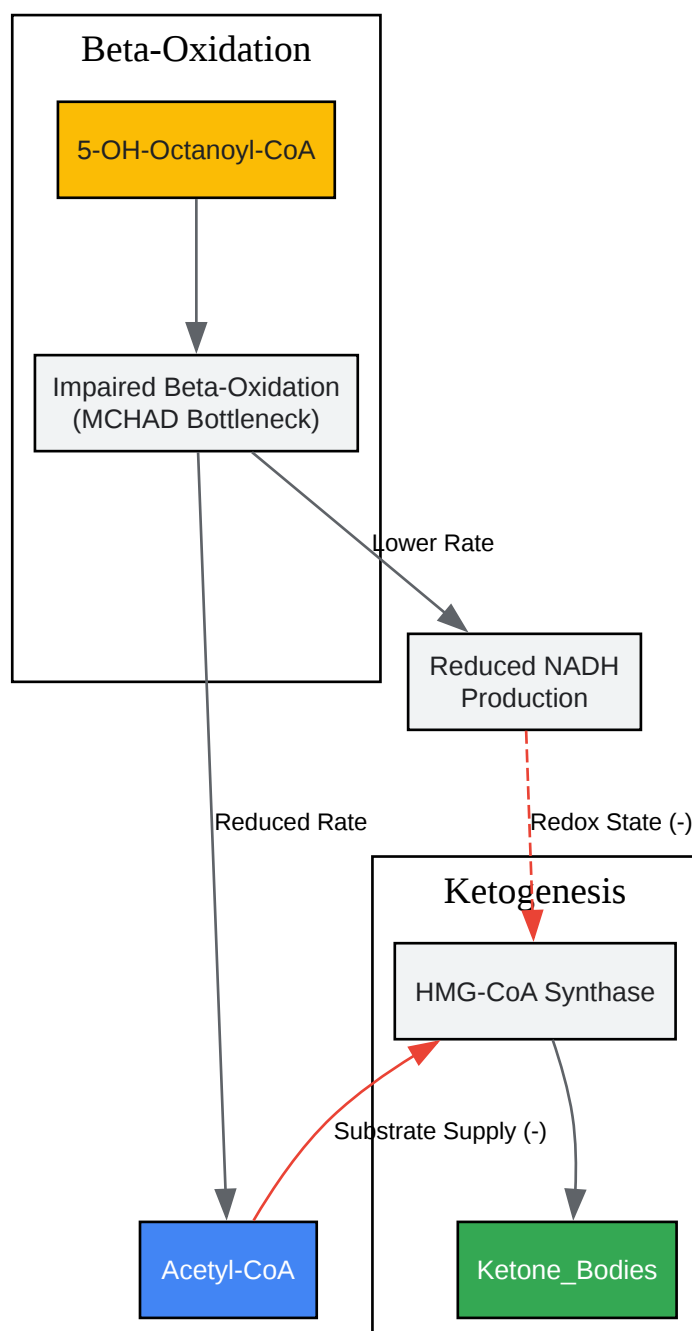 Beta-Oxidation
5-OH-Octanoyl-CoA
Impaired Beta-Oxidation
(MCHAD Bottleneck)
Lower Rate
Reduced NADH
Production
Reduced Rate
Redox State (-)
Ketogenesis
HMG-CoA Synthase
Substrate Supply (-)
Acetyl-CoA
Ketone_Bodies